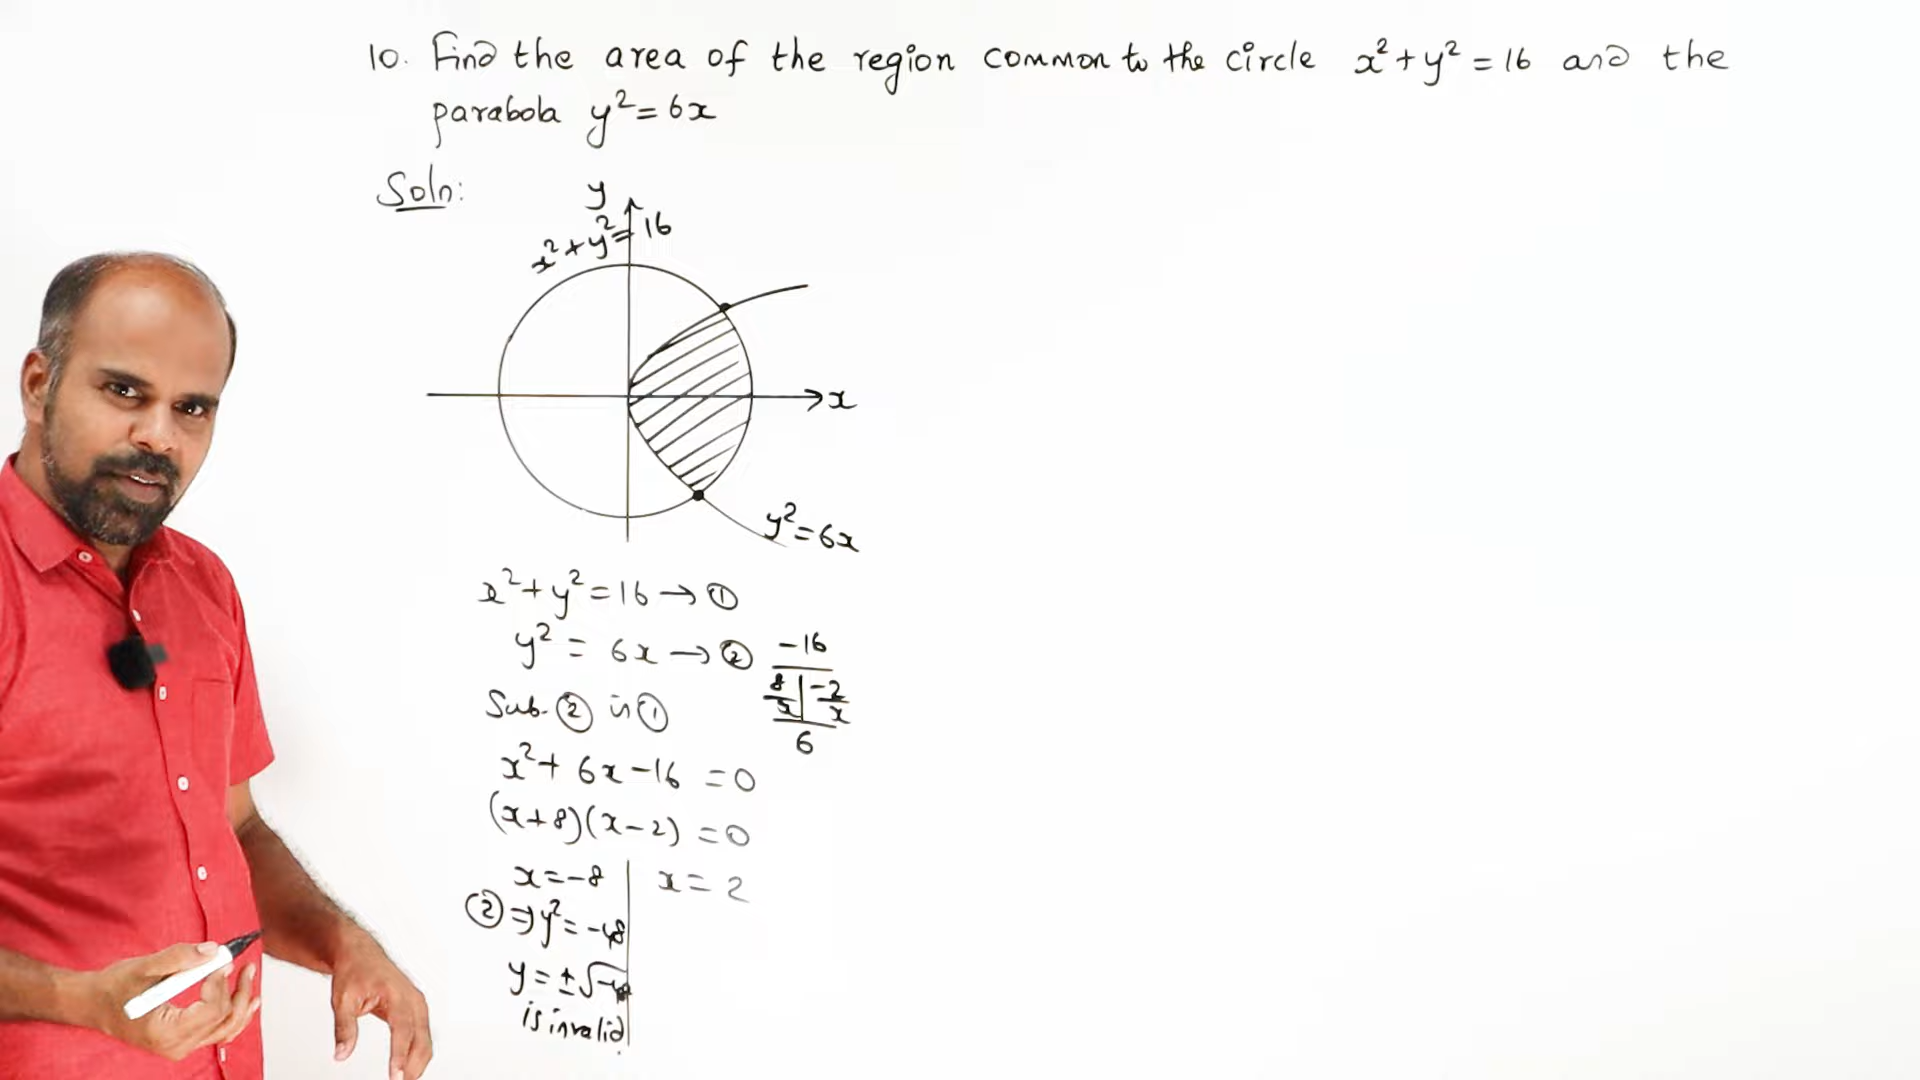 10. Find the area of the region common to the circle x²+y²=16 and the
parabola y²=6x
Soln:
y
x²+y²=16
x
y²=6x
x²+y²=16→①
y² = 6x→②
-16
8 | -2
x | x
6
Sub. ② in ①
x²+6x-16 =0
(x+8)(x-2) =0
x=-8 | x=2
②⇒y²=-48
y=±√-48
is invalid.